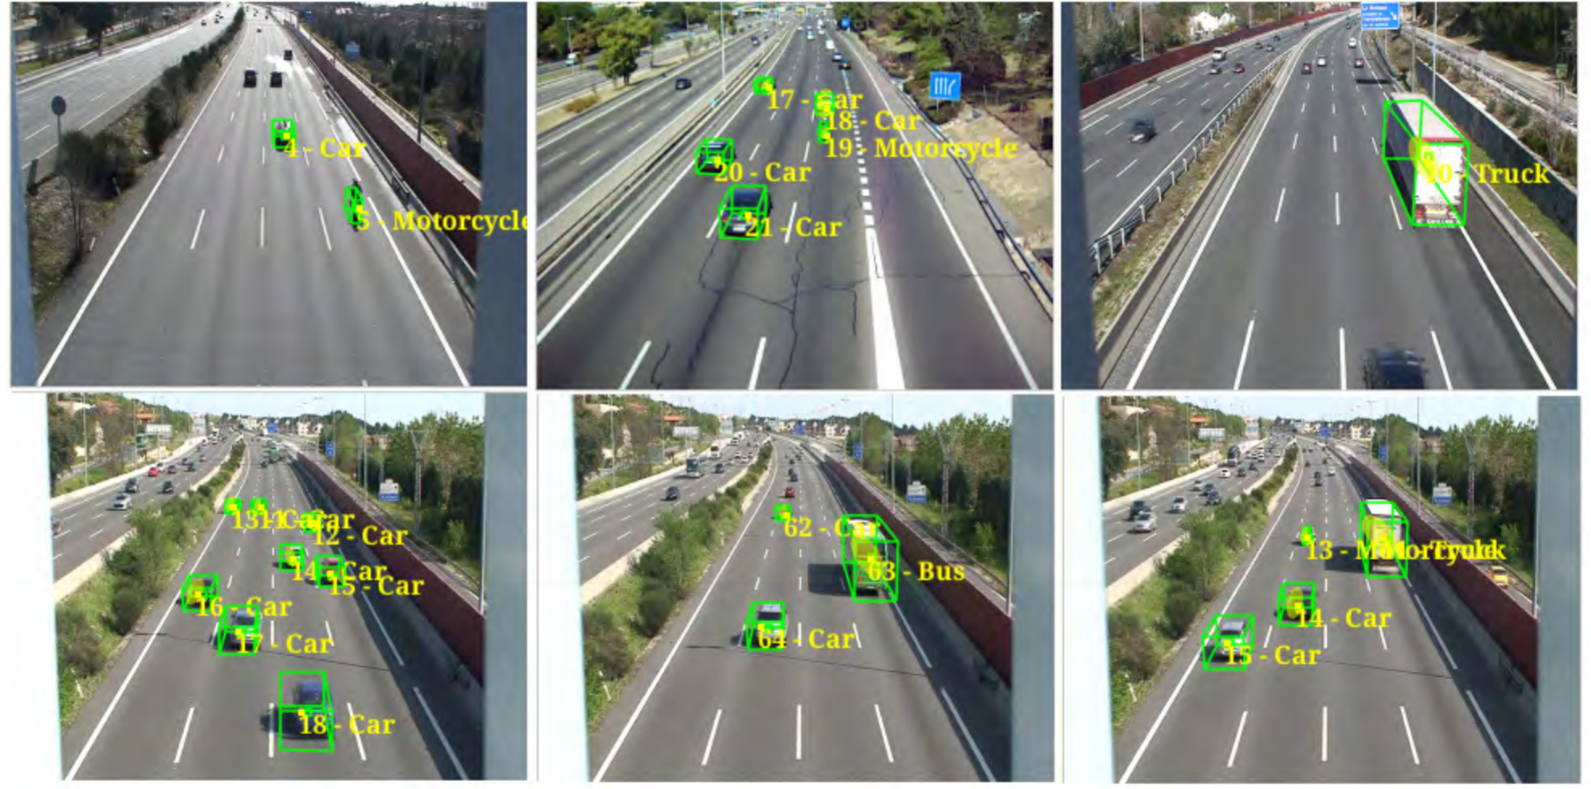 4 - Car
5 - Motorcycle
17 - Car
18 - Car
19 - Motorcycle
20 - Car
21 - Car
10 - Truck
12 - Car
14 - Car
15 - Car
16 - Car
17 - Car
18 - Car
62 - Car
63 - Bus
64 - Car
14 - Car
15 - Car